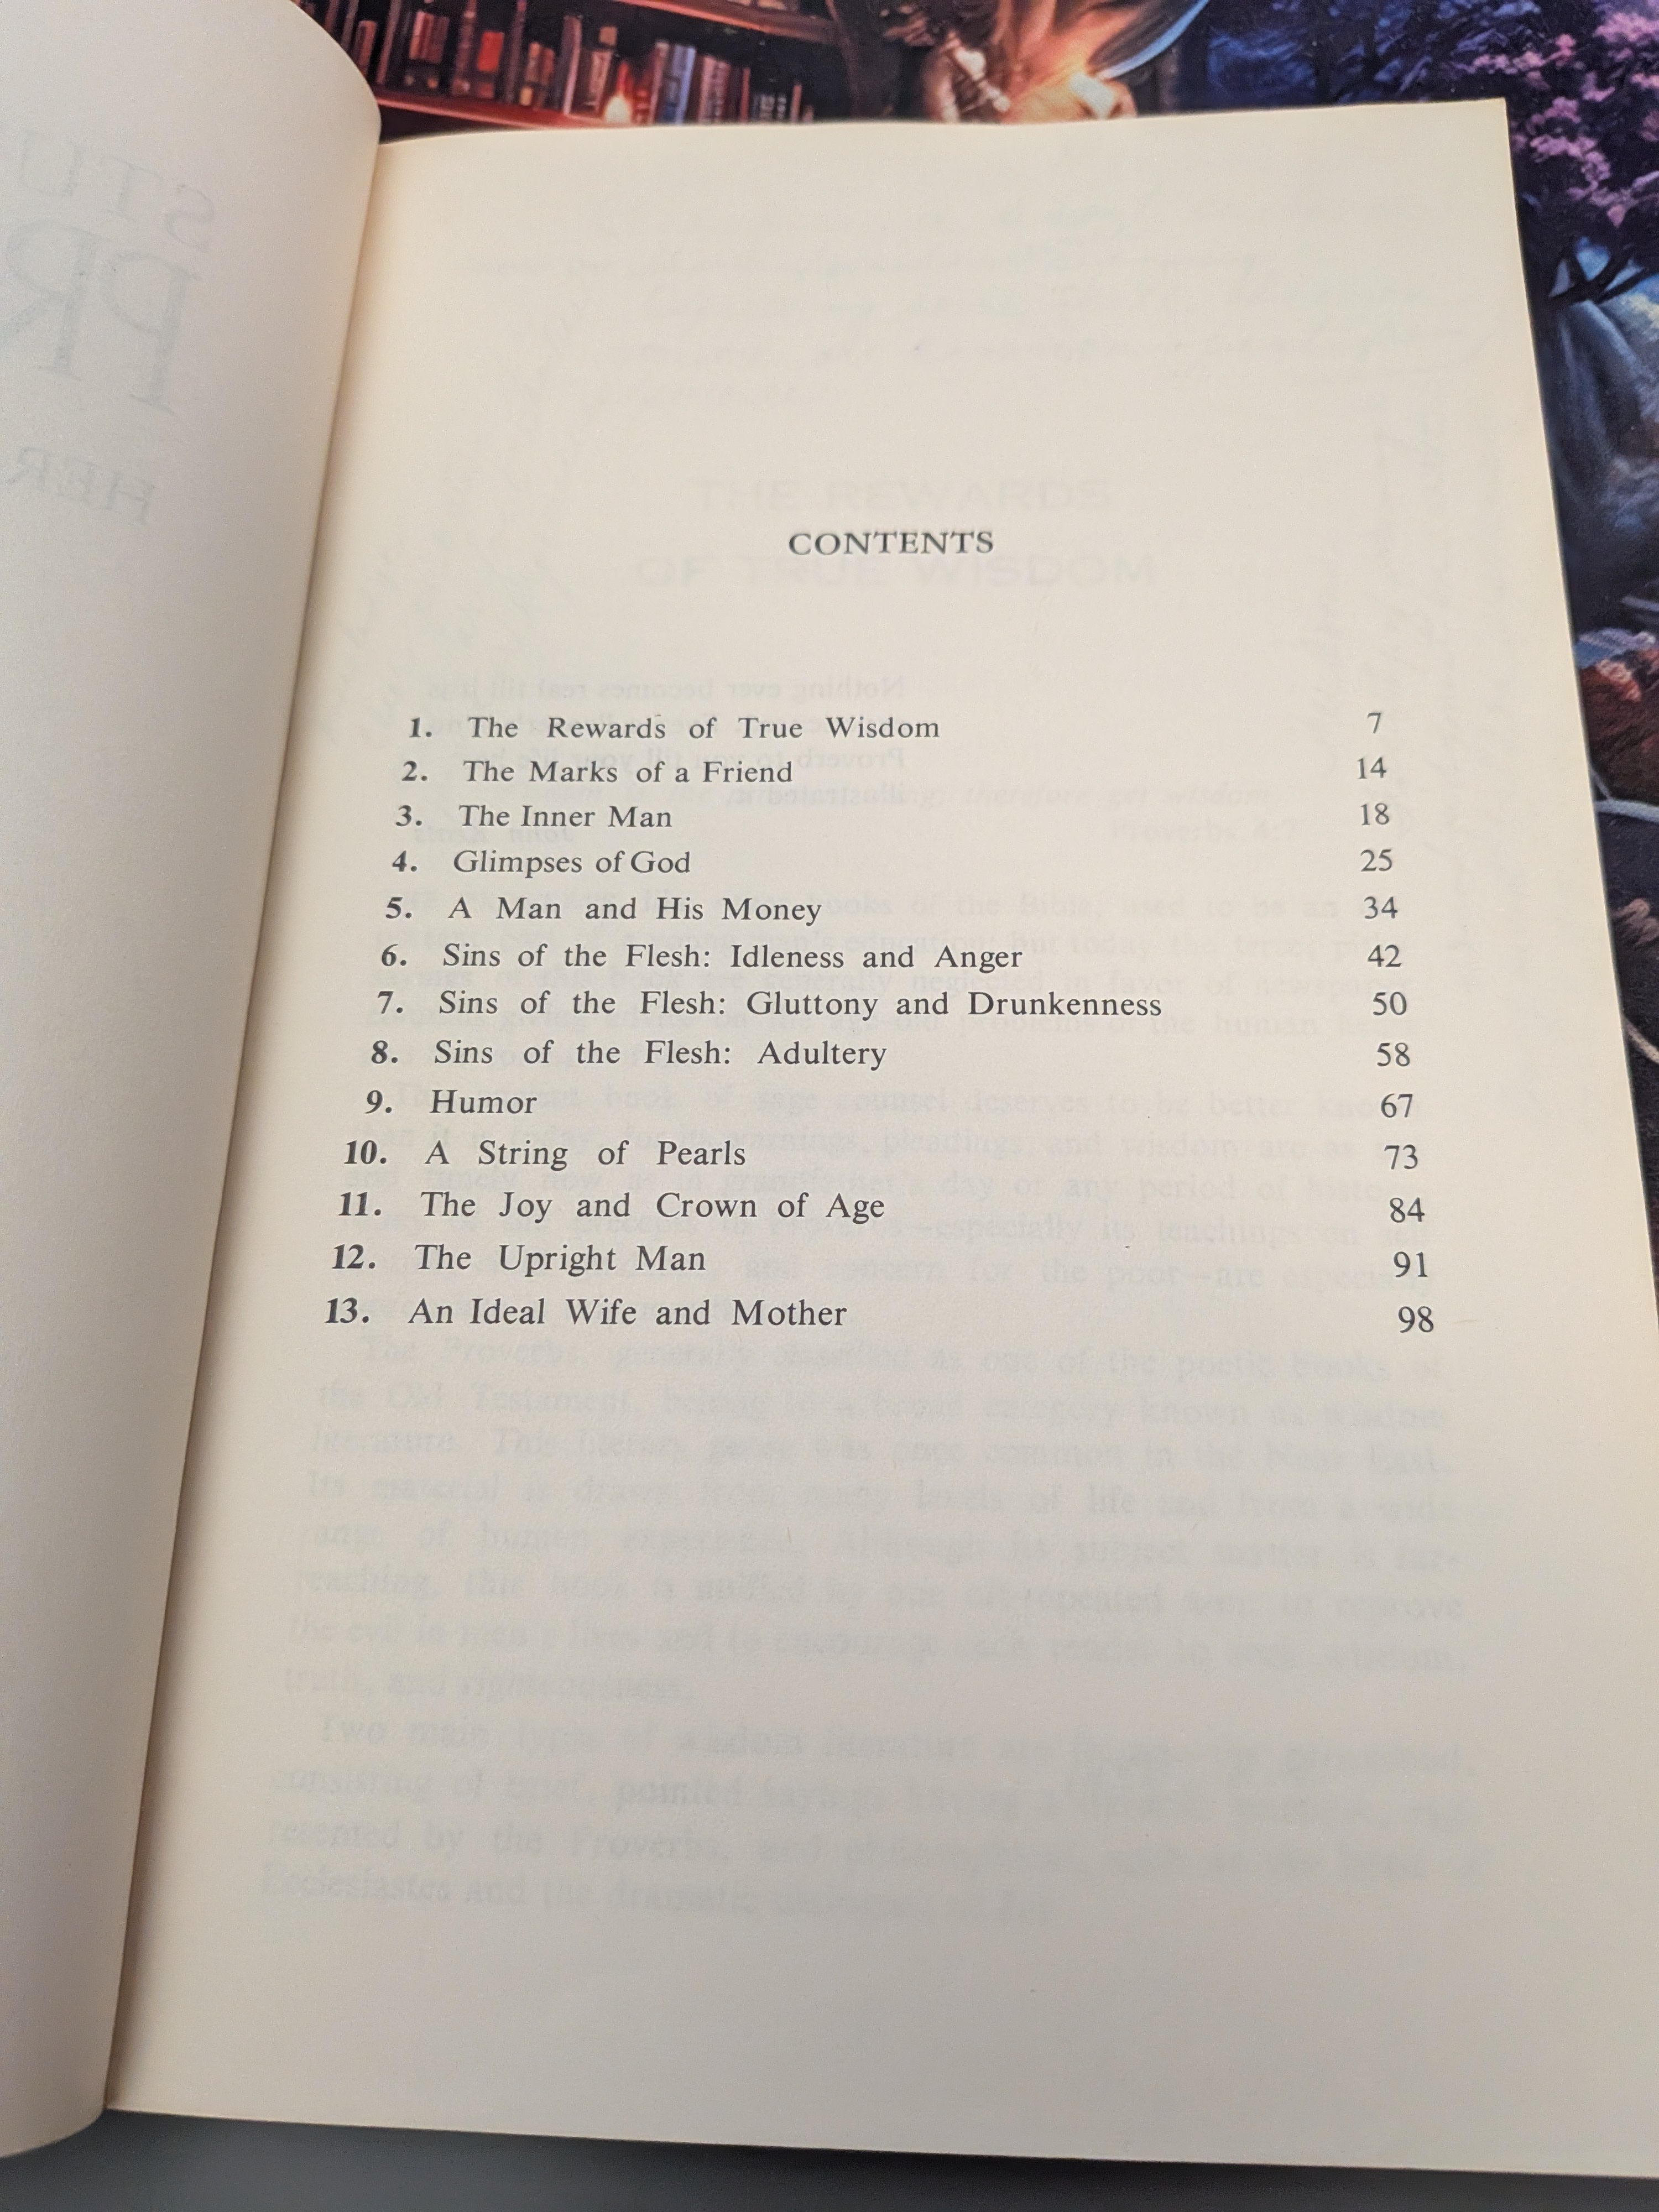 CONTENTS
1. The Rewards of True Wisdom 7
2. The Marks of a Friend 14
3. The Inner Man 18
4. Glimpses of God 25
5. A Man and His Money 34
6. Sins of the Flesh: Idleness and Anger 42
7. Sins of the Flesh: Gluttony and Drunkenness 50
8. Sins of the Flesh: Adultery 58
9. Humor 67
10. A String of Pearls 73
11. The Joy and Crown of Age 84
12. The Upright Man 91
13. An Ideal Wife and Mother 98